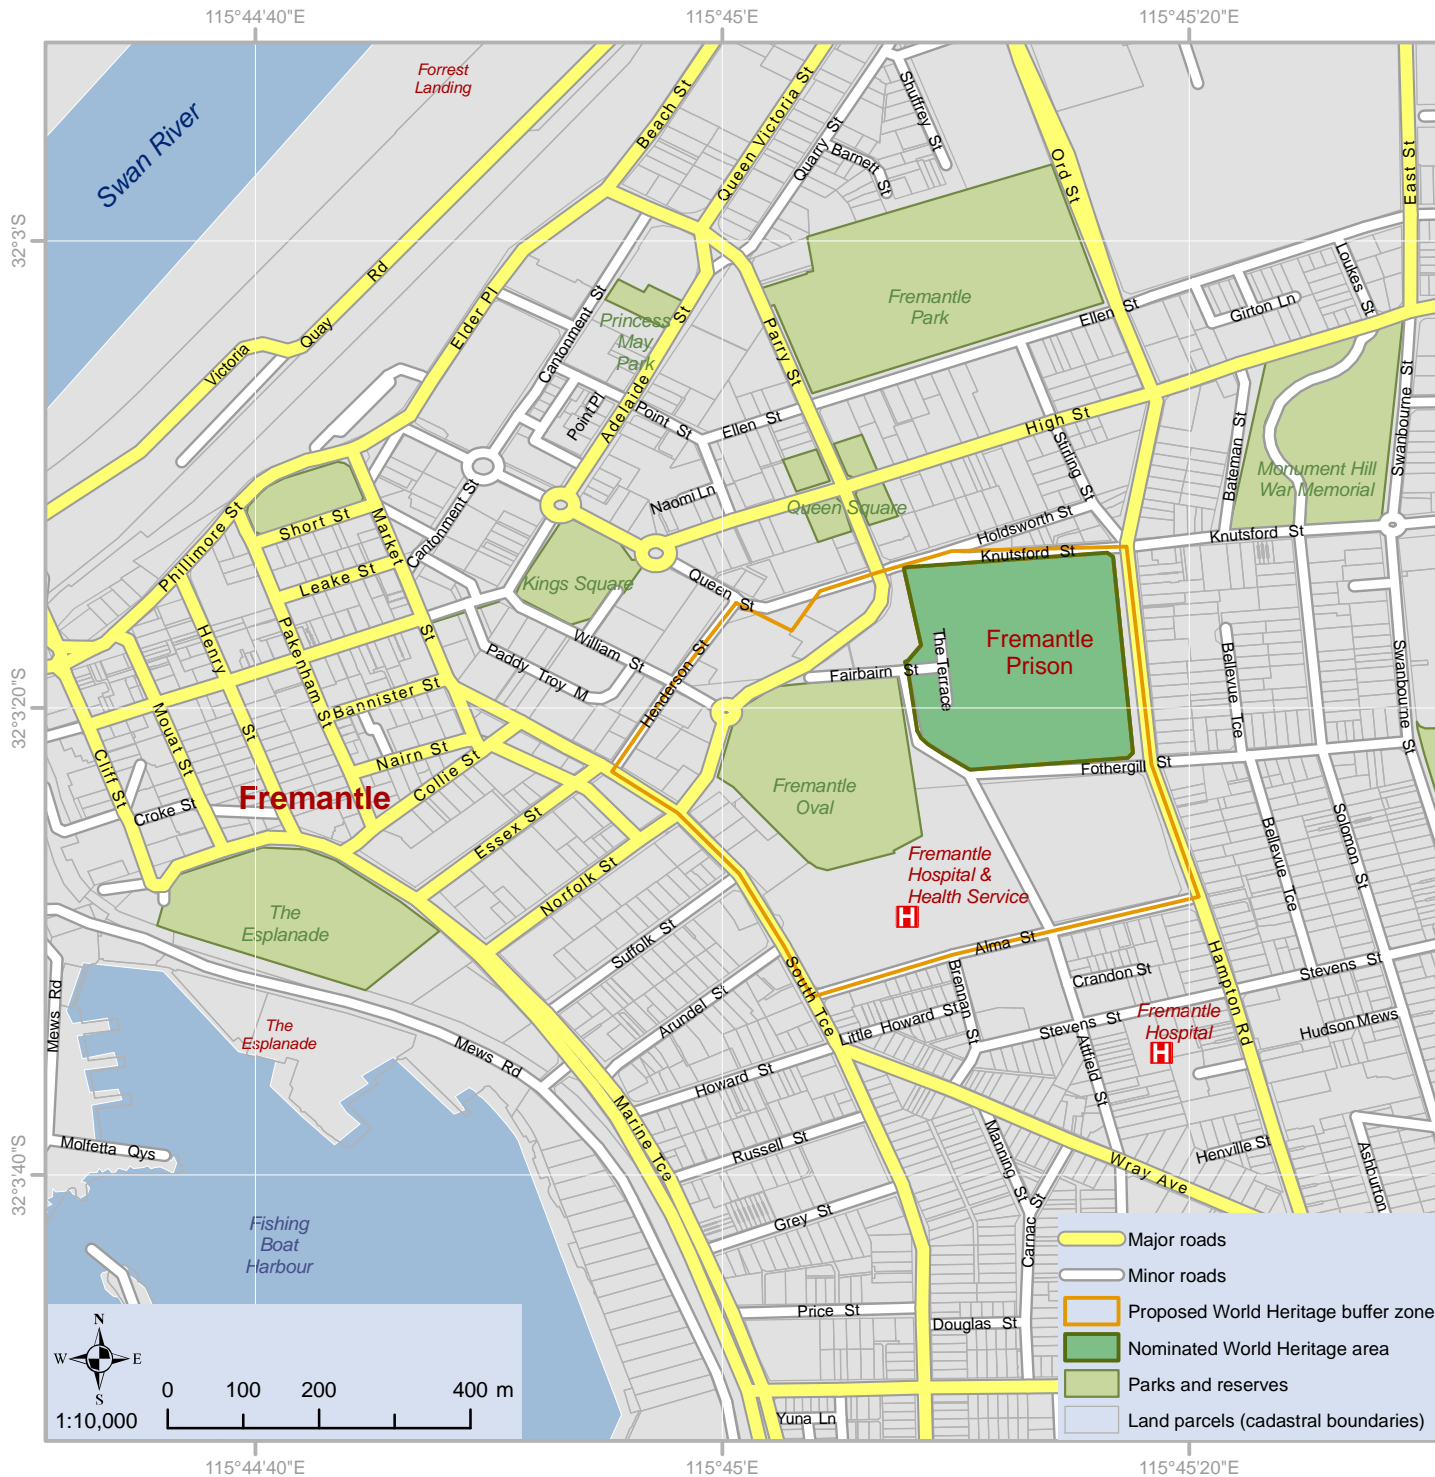 115°44'40"E
115°45'E
115°45'20"E
Forrest
Landing
Swan River
Beach St
Queen Victoria St
Shuffrey St
Quarry St
Barnett St
Ord St
East St
32°3'S
Victoria Quay Rd
Elder Pl
Cantonment St
Princess
May
Park
Adelaide St
Parry St
Fremantle
Park
Ellen St
Girton Ln
Loukes St
Point Pl
Point St
Ellen St
High St
Stirling St
Bateman St
Swanbourne St
Monument Hill
War Memorial
Naomi Ln
Queen Square
Holdsworth St
Knutsford St
Knutsford St
Phillimore St
Short St
Market St
Cantonment St
Leake St
Kings Square
Queen St
Henry St
Pakenham St
William St
Paddy Troy M
Henderson St
Fairbairn St
The Terrace
Fremantle
Prison
Bellevue Tce
Swanbourne St
32°3'20"S
Bannister St
Mouat St
Cliff St
Nairn St
Collie St
Croke St
Fremantle
Essex St
Norfolk St
Fremantle
Oval
Fothergill St
Fremantle
Hospital &
Health Service
H
Bellevue Tce
Solomon St
The
Esplanade
Suffolk St
Arundel St
South Tce
Alma St
Brennan St
Crandon St
Stevens St
Hampton Rd
Little Howard St
Stevens St
Attfield St
Fremantle
Hospital
H
Hudson Mews
Mews Rd
The
Esplanade
Mews Rd
Howard St
Marine Tce
Molfetta Qys
Russell St
Manning St
Wray Ave
Henville St
Ashburton
32°3'40"S
Grey St
Carnac St
Fishing
Boat
Harbour
Price St
Douglas St
Yuna Ln
N
W
E
S
0 100 200 400 m
1:10,000
Major roads
Minor roads
Proposed World Heritage buffer zone
Nominated World Heritage area
Parks and reserves
Land parcels (cadastral boundaries)
115°44'40"E
115°45'E
115°45'20"E